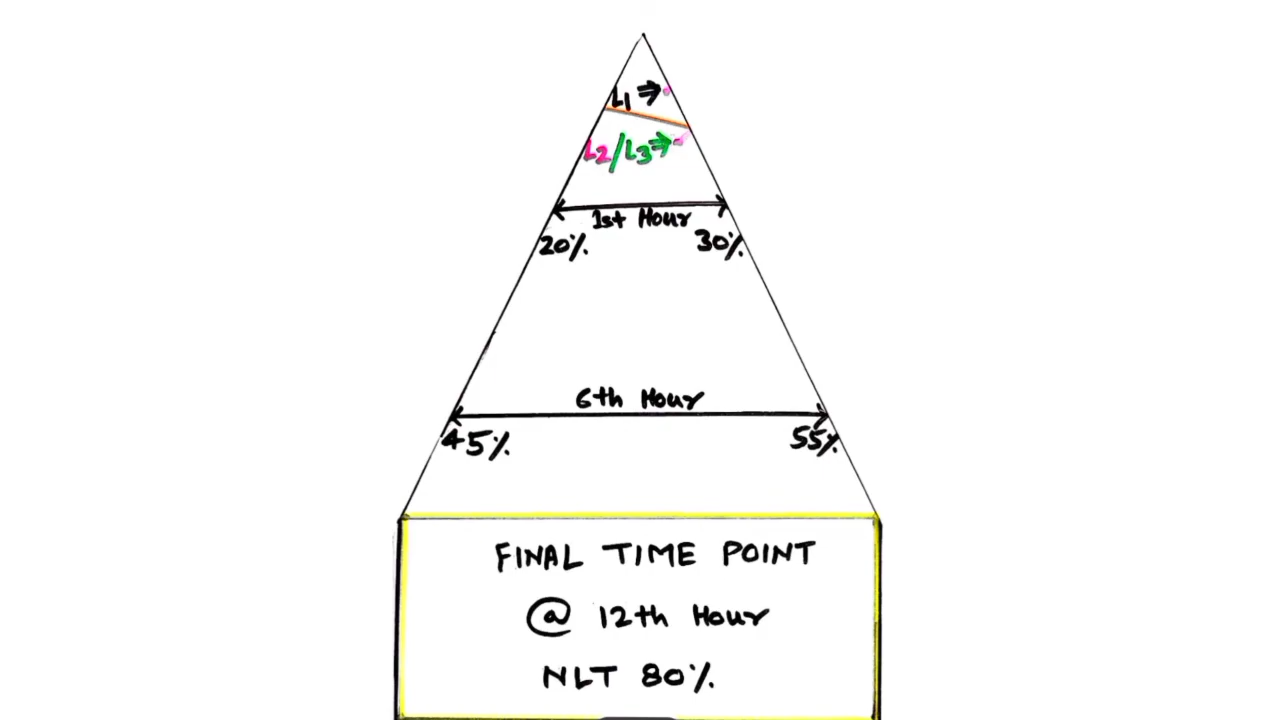 L1 ⇒
L2/L3 ⇒
1st Hour
20% 30%
6th Hour
45% 55%
FINAL TIME POINT
@ 12th Hour
NLT 80%